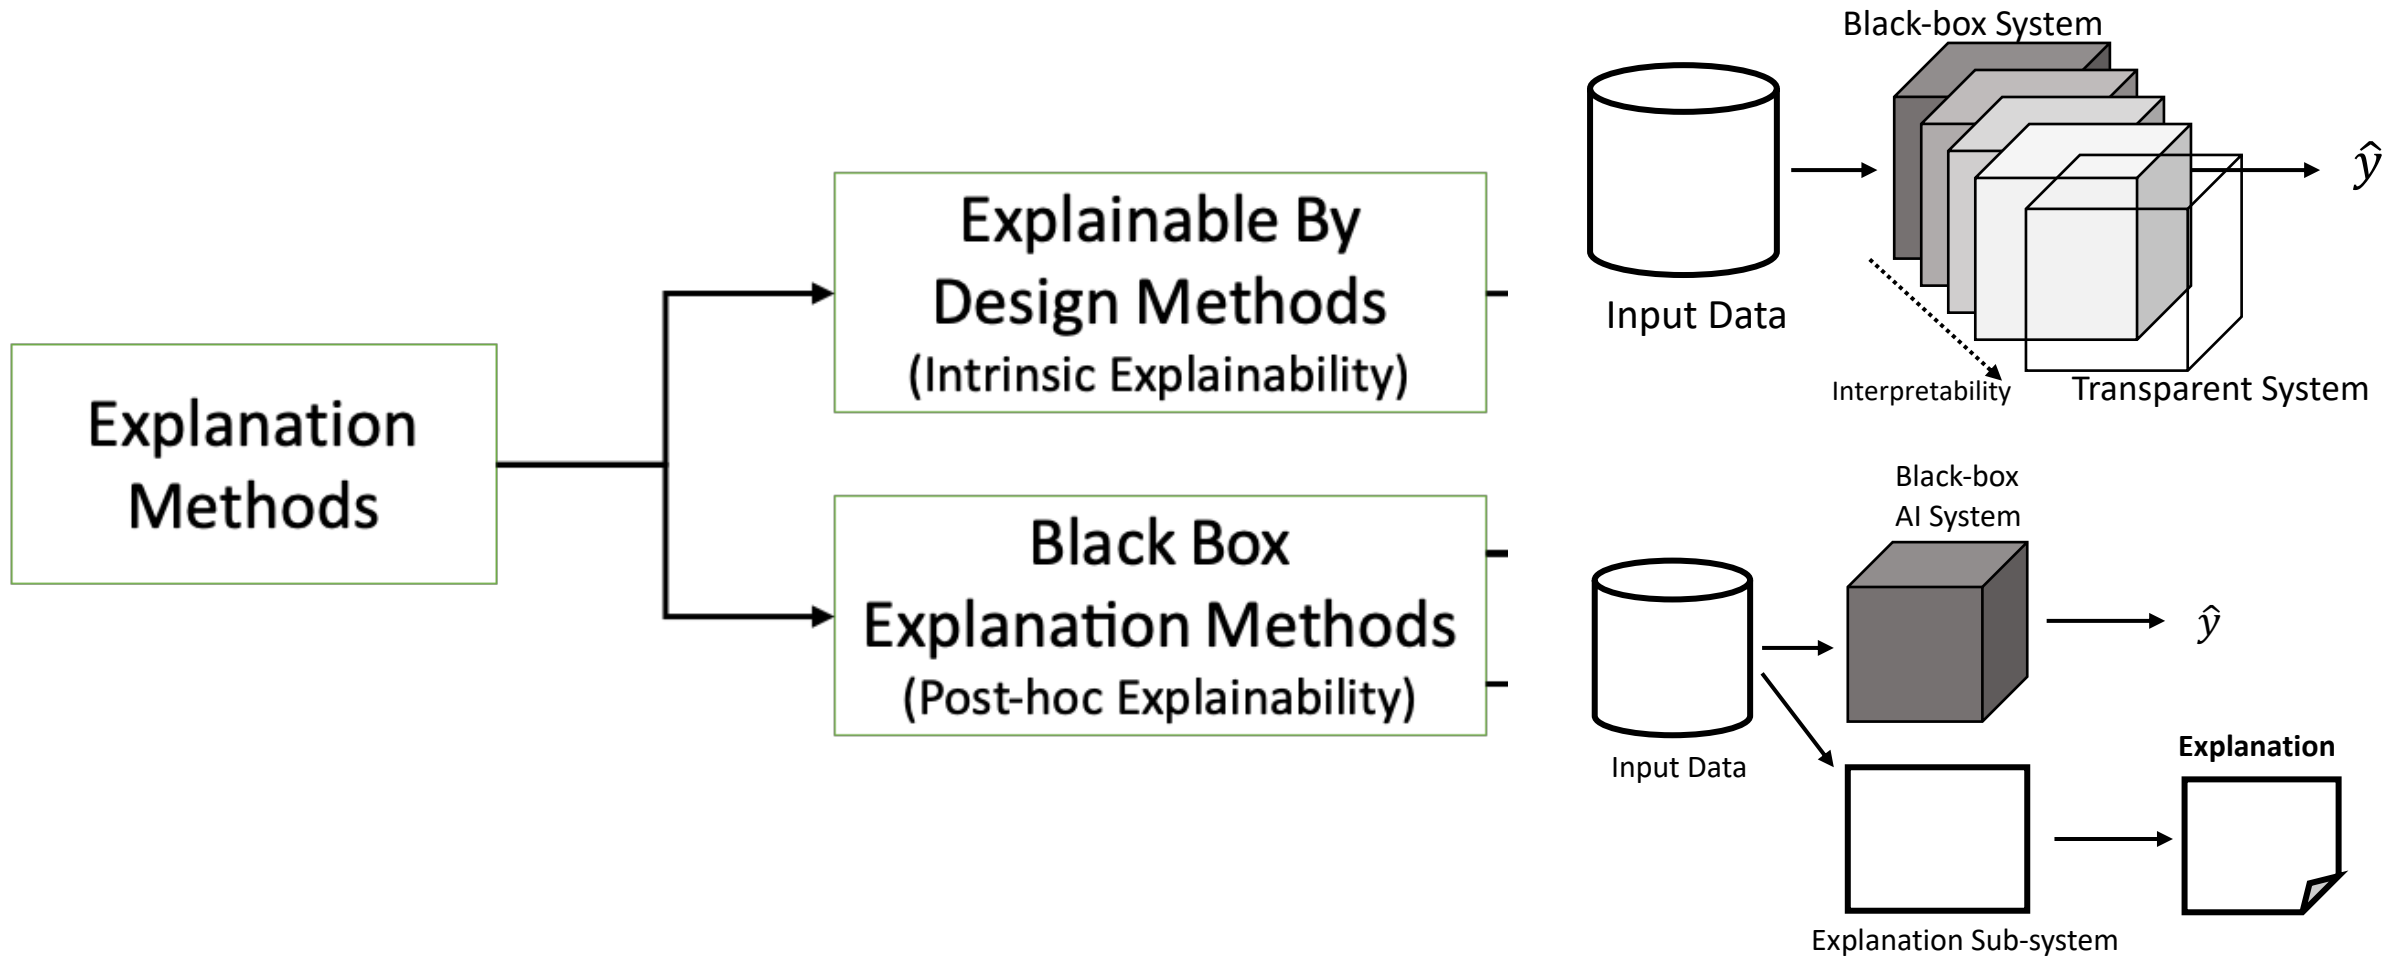 Explanation
Methods
Explainable By
Design Methods
(Intrinsic Explainability)
Black Box
Explanation Methods
(Post-hoc Explainability)
Black-box System
Input Data
ŷ
Interpretability
Transparent System
Black-box
AI System
ŷ
Input Data
Explanation
Explanation Sub-system